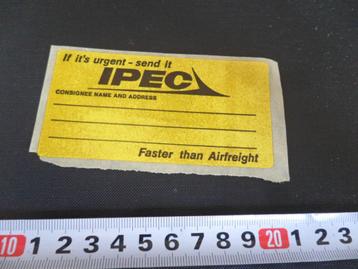 If it's urgent - send it
IPEC
CONSIGNEE NAME AND ADDRESS
Faster than Airfreight
10 1 2 3 4 5 6 7 8 9 20 1 2 3